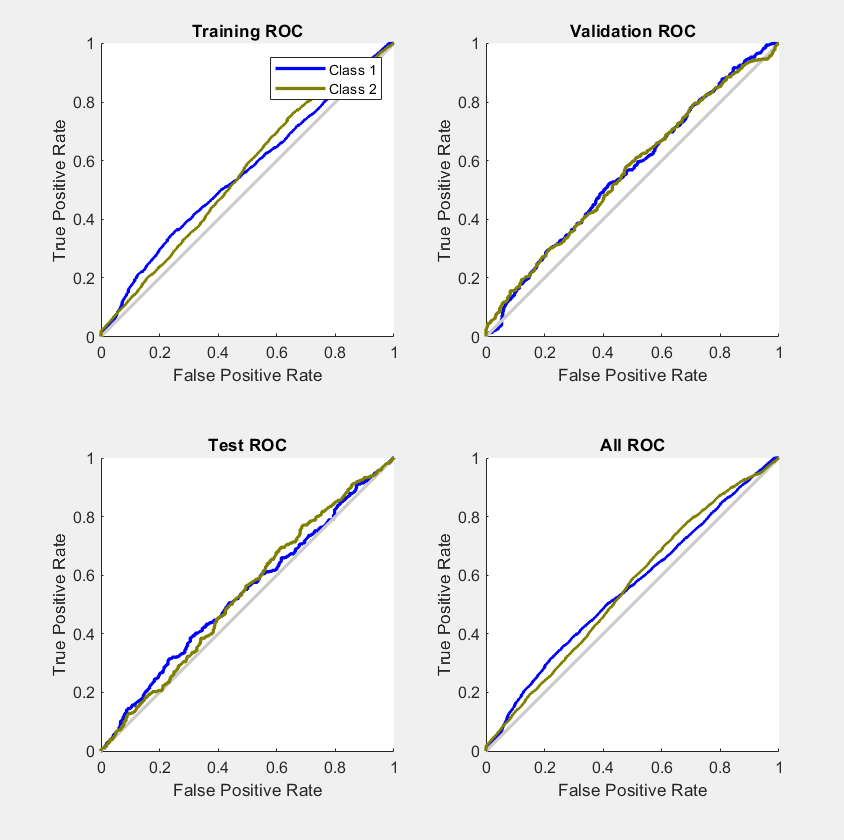 Training ROC
1
0.8
0.6
0.4
0.2
0
True Positive Rate
Class 1
Class 2
0 0.2 0.4 0.6 0.8 1
False Positive Rate
Validation ROC
1
0.8
0.6
0.4
0.2
0
True Positive Rate
0 0.2 0.4 0.6 0.8 1
False Positive Rate
Test ROC
1
0.8
0.6
0.4
0.2
0
True Positive Rate
0 0.2 0.4 0.6 0.8 1
False Positive Rate
All ROC
1
0.8
0.6
0.4
0.2
0
True Positive Rate
0 0.2 0.4 0.6 0.8 1
False Positive Rate